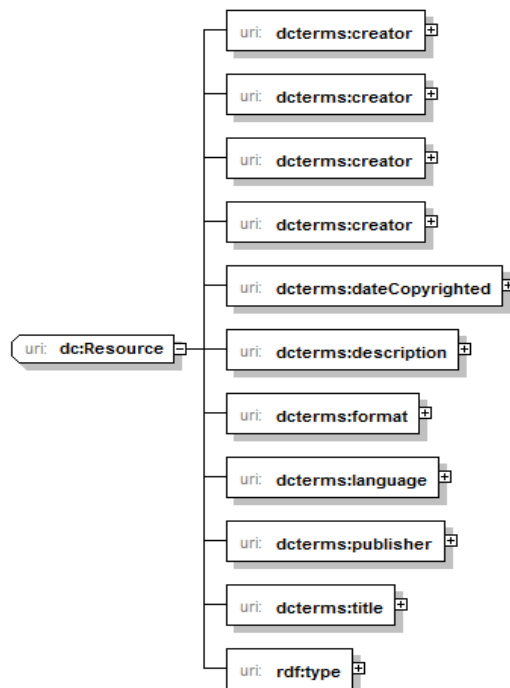 uri: dcterms:creator
uri: dcterms:creator
uri: dcterms:creator
uri: dcterms:creator
uri: dcterms:dateCopyrighted
uri: dc:Resource
uri: dcterms:description
uri: dcterms:format
uri: dcterms:language
uri: dcterms:publisher
uri: dcterms:title
uri: rdf:type